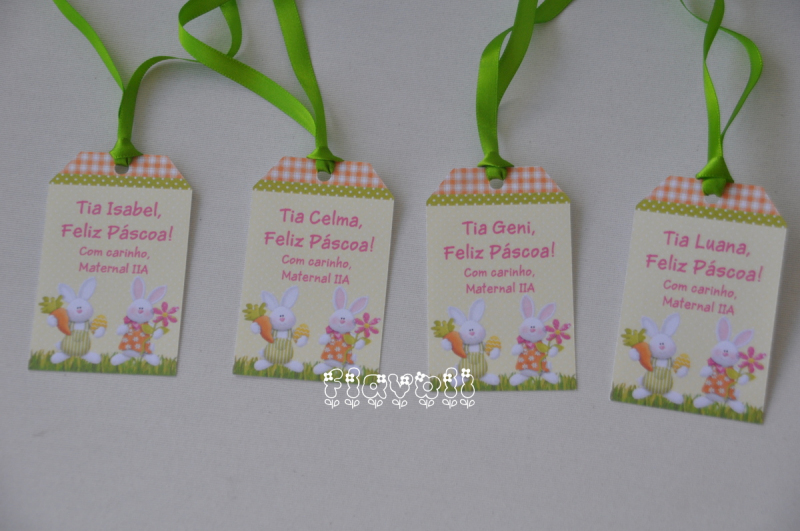 Tia Isabel,
Feliz Páscoa!
Com carinho,
Maternal IIA
Tia Celma,
Feliz Páscoa!
Com carinho,
Maternal IIA
Tia Geni,
Feliz Páscoa!
Com carinho,
Maternal IIA
Tia Luana,
Feliz Páscoa!
Com carinho,
Maternal IIA
flavoli